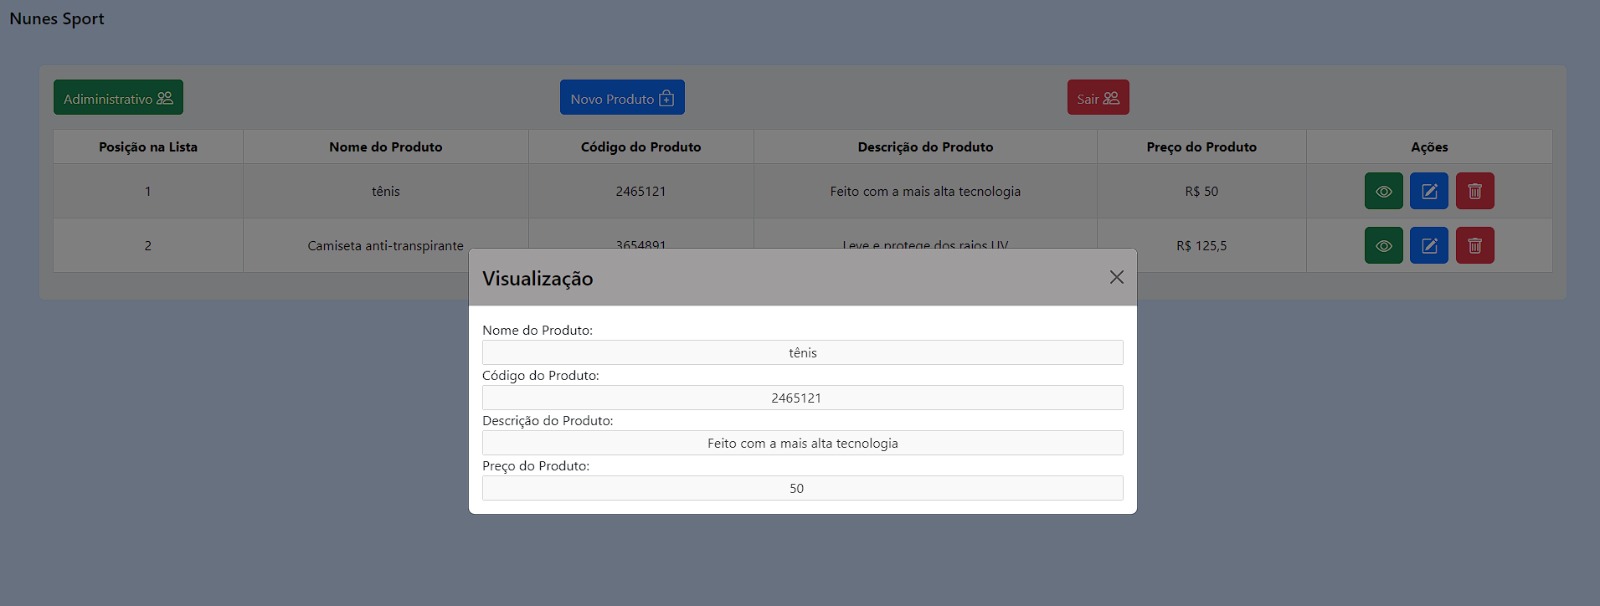 Nunes Sport
Adiministrativo
Novo Produto
Sair
Posição na Lista Nome do Produto Código do Produto Descrição do Produto Preço do Produto Ações
1 tênis 2465121 Feito com a mais alta tecnologia R$ 50
2 Camiseta anti-transpirante 3654891 Leve e protege dos raios UV R$ 125,5
Visualização
Nome do Produto:
tênis
Código do Produto:
2465121
Descrição do Produto:
Feito com a mais alta tecnologia
Preço do Produto:
50